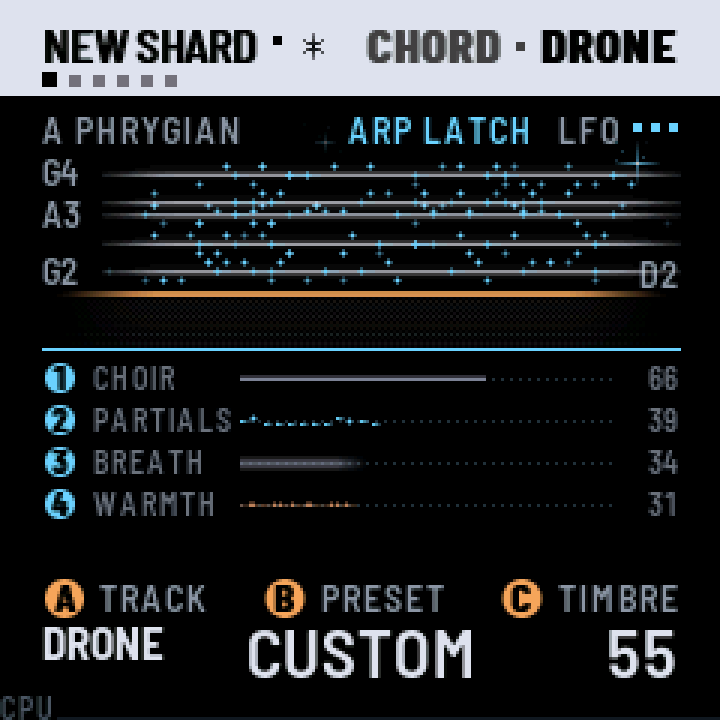 NEW SHARD CHORD · DRONE
A PHRYGIAN ARP LATCH LFO
G4
A3
G2 D2
1 CHOIR 66
2 PARTIALS 39
3 BREATH 34
4 WARMTH 31
A TRACK B PRESET C TIMBRE
DRONE CUSTOM 55
CPU